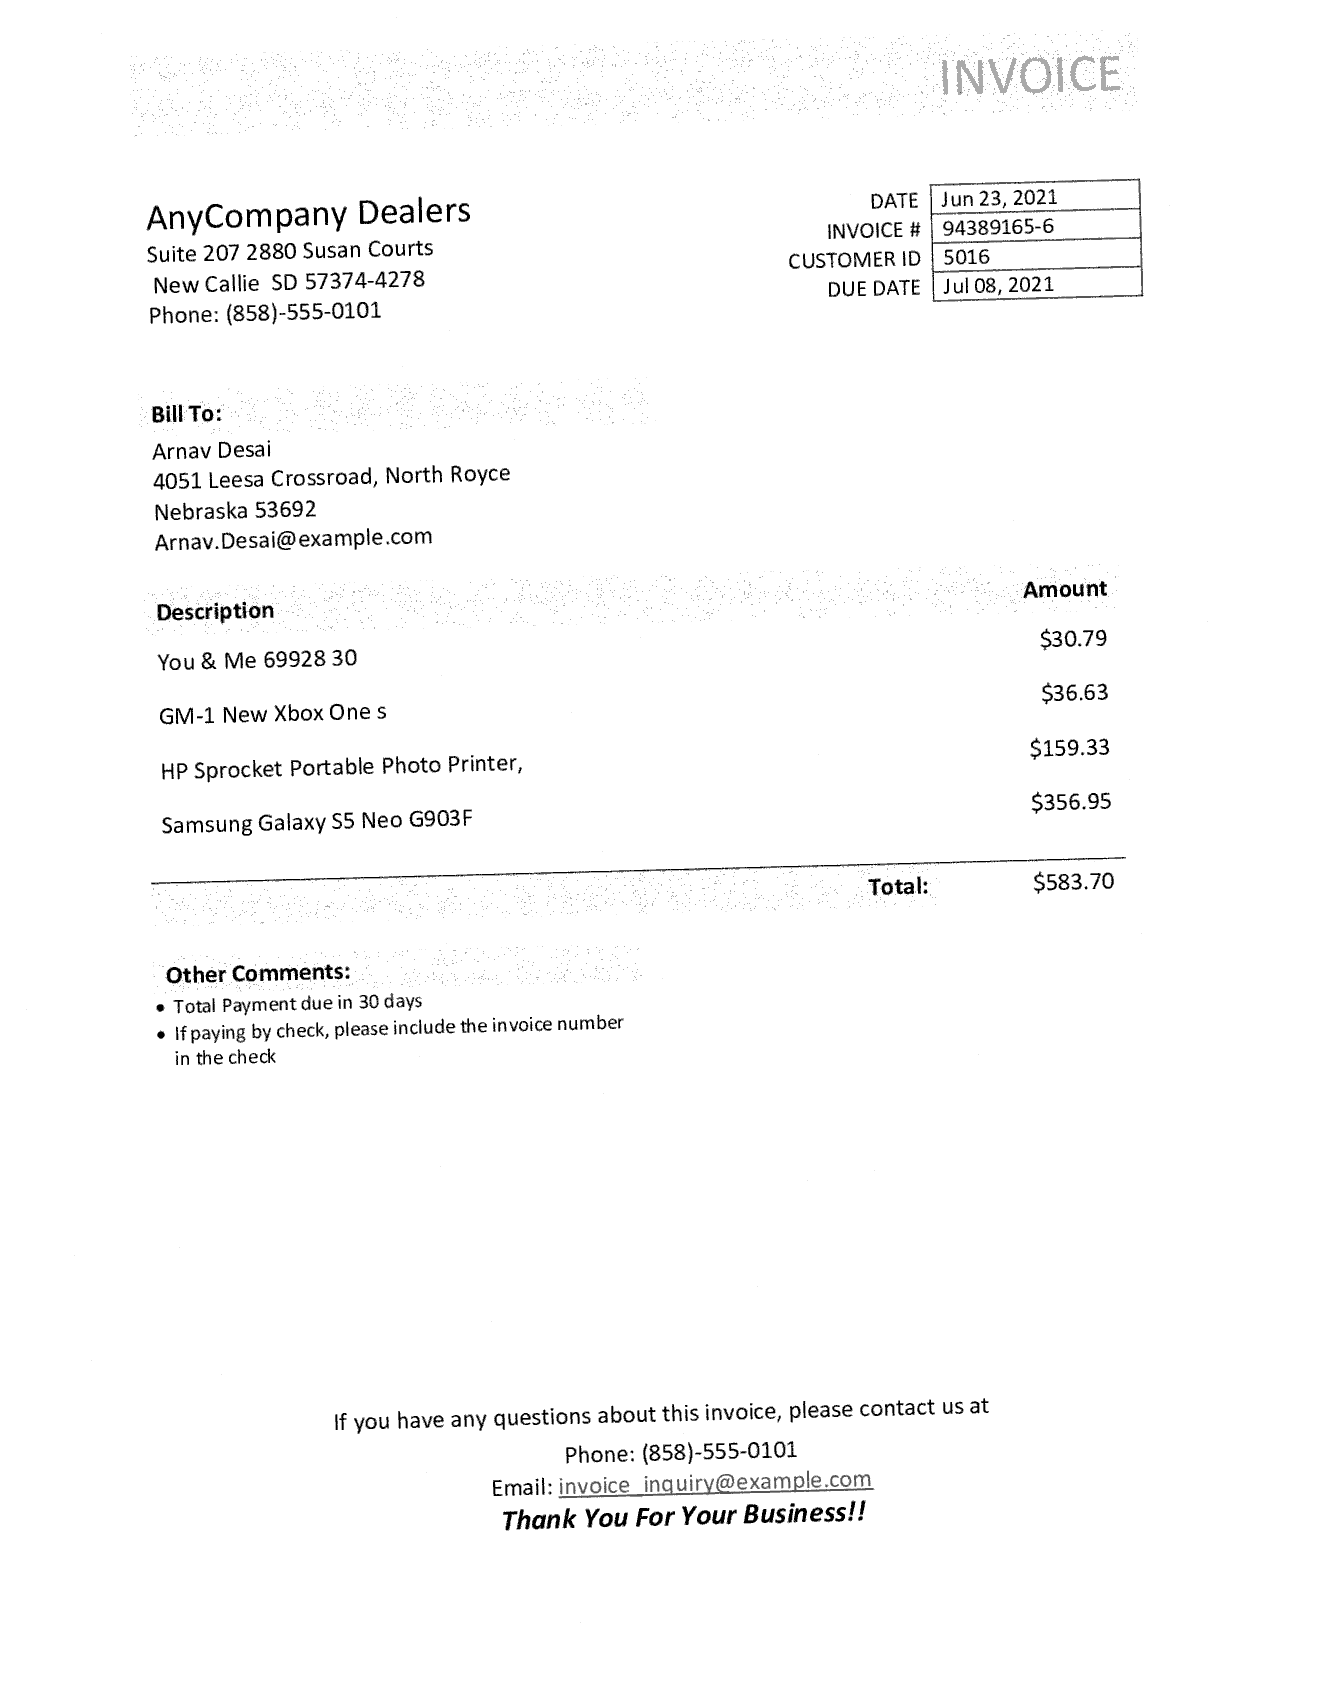 INVOICE
AnyCompany Dealers
Suite 207 2880 Susan Courts
New Callie SD 57374-4278
Phone: (858)-555-0101
DATE Jun 23, 2021
INVOICE # 94389165-6
CUSTOMER ID 5016
DUE DATE Jul 08, 2021
Bill To:
Arnav Desai
4051 Leesa Crossroad, North Royce
Nebraska 53692
Arnav.Desai@example.com
Description Amount
You & Me 69928 30 $30.79
GM-1 New Xbox One s $36.63
HP Sprocket Portable Photo Printer, $159.33
Samsung Galaxy S5 Neo G903F $356.95
Total: $583.70
Other Comments:
• Total Payment due in 30 days
• If paying by check, please include the invoice number
in the check
If you have any questions about this invoice, please contact us at
Phone: (858)-555-0101
Email: invoice_inquiry@example.com
Thank You For Your Business!!